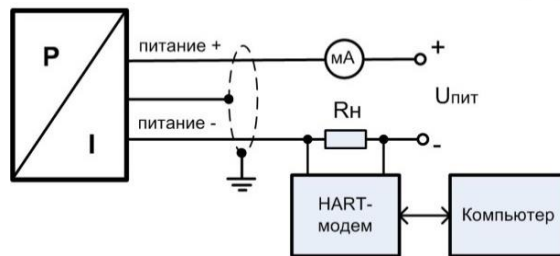 P
I
питание +
питание -
мА
+
Uпит
Rн
-
HART-
модем
Компьютер